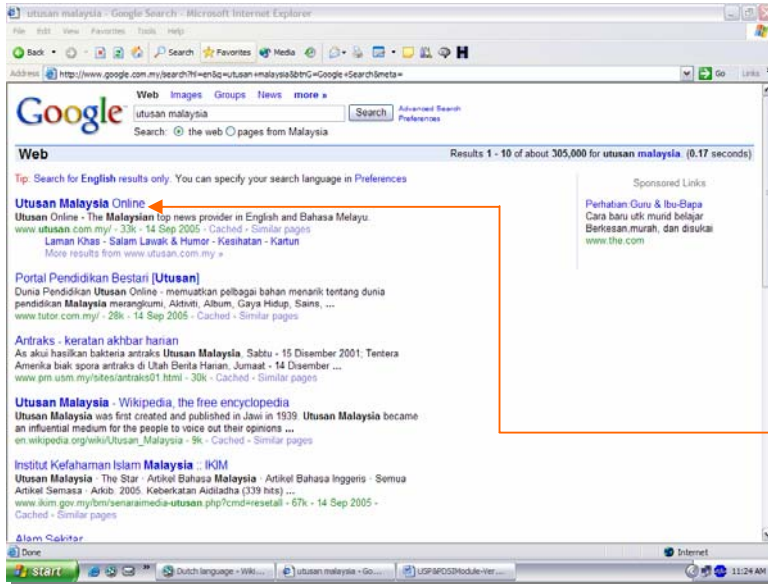 utusan malaysia - Google Search - Microsoft Internet Explorer
File Edit View Favorites Tools Help
Back Search Favorites Media
Address http://www.google.com.my/search?hl=en&q=utusan+malaysia&btnG=Google+Search&meta= Go Links
Google
Web Images Groups News more »
utusan malaysia Search Advanced Search
Preferences
Search: the web pages from Malaysia
Web Results 1 - 10 of about 305,000 for utusan malaysia. (0.17 seconds)
Tip: Search for English results only. You can specify your search language in Preferences
Utusan Malaysia Online
Utusan Online - The Malaysian top news provider in English and Bahasa Melayu.
www.utusan.com.my/ - 33k - 14 Sep 2005 - Cached - Similar pages
Laman Khas - Salam Lawak & Humor - Kesihatan - Kartun
More results from www.utusan.com.my »
Portal Pendidikan Bestari [Utusan]
Dunia Pendidikan Utusan Online - memuatkan pelbagai bahan menarik tentang dunia
pendidikan Malaysia merangkumi, Aktiviti, Album, Gaya Hidup, Sains, ...
www.tutor.com.my/ - 28k - 14 Sep 2005 - Cached - Similar pages
Antraks - keratan akhbar harian
As akui hasilkan bakteria antraks Utusan Malaysia, Sabtu - 15 Disember 2001; Tentera
Amerika biak spora antraks di Utah Berita Harian, Jumaat - 14 Disember ...
www.prn.usm.my/sites/antraks01.html - 30k - Cached - Similar pages
Utusan Malaysia - Wikipedia, the free encyclopedia
Utusan Malaysia was first created and published in Jawi in 1939. Utusan Malaysia became
an influential medium for the people to voice out their opinions ...
en.wikipedia.org/wiki/Utusan_Malaysia - 9k - Cached - Similar pages
Institut Kefahaman Islam Malaysia :: IKIM
Utusan Malaysia · The Star · Artikel Bahasa Malaysia · Artikel Bahasa Inggeris · Semua
Artikel Semasa · Arkib. 2005. Keberkatan Aidiladha (339 hits) ...
www.ikim.gov.my/bm/senaraimedia-utusan.php?cmd=resetall - 67k - 14 Sep 2005 -
Cached - Similar pages
Alam Sekitar
Sponsored Links
Perhatian:Guru & Ibu-Bapa
Cara baru utk murid belajar
Berkesan,murah, dan disukai
www.the.com
Done Internet
start Dutch language - Wiki... utusan malaysia - Go... USP&PDSIModule-Ver... 11:24 AM